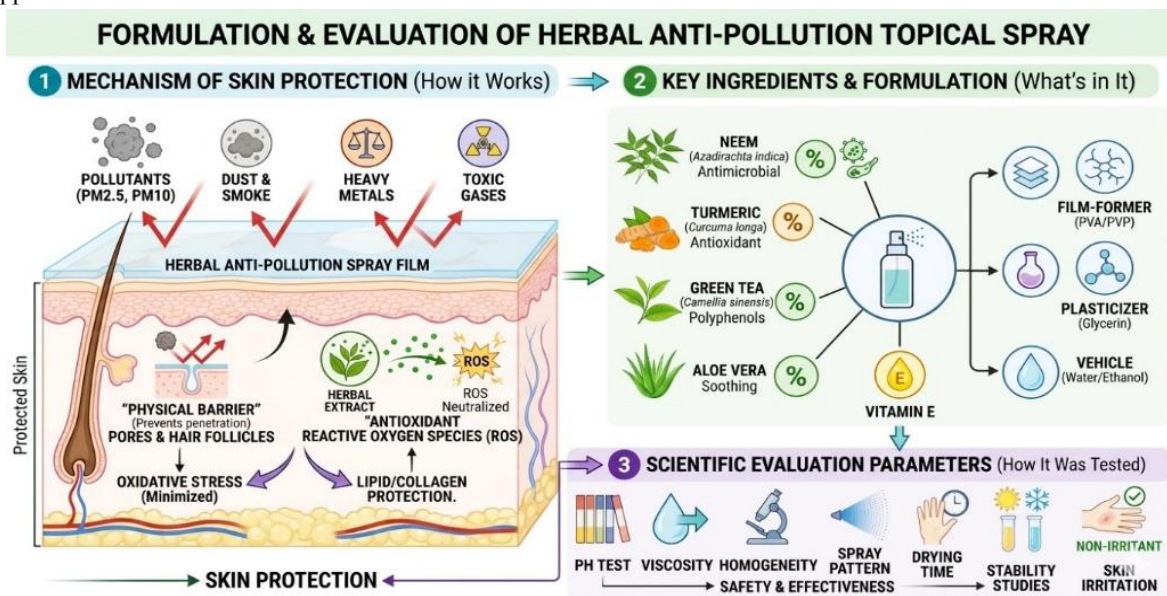 pp
FORMULATION & EVALUATION OF HERBAL ANTI-POLLUTION TOPICAL SPRAY
1 MECHANISM OF SKIN PROTECTION (How it Works)
POLLUTANTS
(PM2.5, PM10)
DUST &
SMOKE
HEAVY
METALS
TOXIC
GASES
HERBAL ANTI-POLLUTION SPRAY FILM
Protected Skin
"PHYSICAL BARRIER"
(Prevents penetration)
PORES & HAIR FOLLICLES
OXIDATIVE STRESS
(Minimized)
HERBAL
EXTRACT
ROS
ROS
Neutralized
"ANTIOXIDANT
REACTIVE OXYGEN SPECIES (ROS)
LIPID/COLLAGEN
PROTECTION.
SKIN PROTECTION
2 KEY INGREDIENTS & FORMULATION (What's in It)
NEEM
(Azadirachta indica)
Antimicrobial
%
TURMERIC
(Curcuma longa)
Antioxidant
%
GREEN TEA
(Camellia sinensis)
Polyphenols
%
ALOE VERA
Soothing
%
E
VITAMIN E
FILM-FORMER
(PVA/PVP)
PLASTICIZER
(Glycerin)
VEHICLE
(Water/Ethanol)
3 SCIENTIFIC EVALUATION PARAMETERS (How It Was Tested)
PH TEST
VISCOSITY
HOMOGENEITY
SPRAY
PATTERN
DRYING
TIME
STABILITY
STUDIES
NON-IRRITANT
SKIN
IRRITATION
SAFETY & EFFECTIVENESS